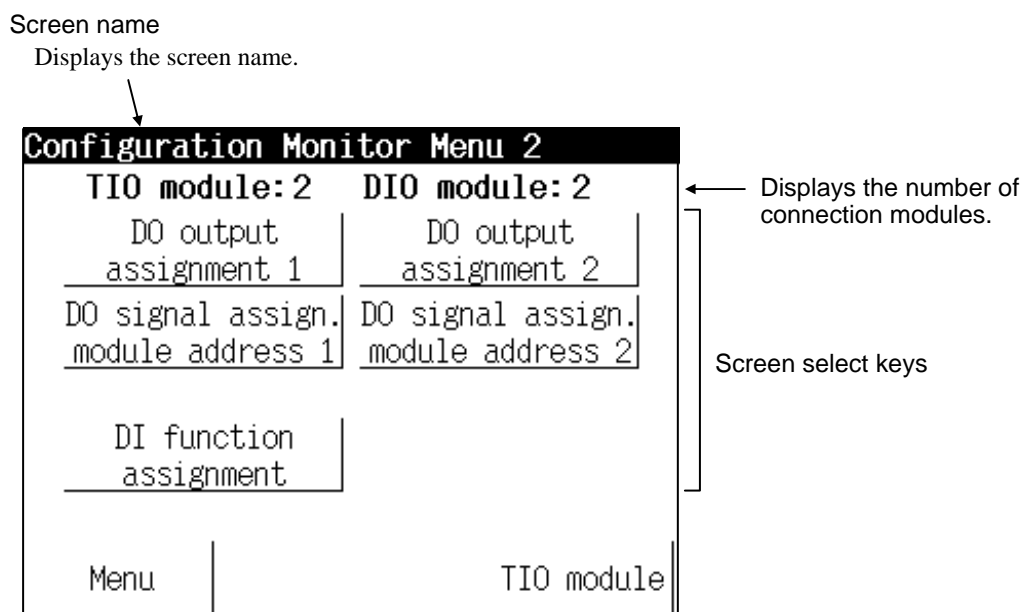 Screen name
Displays the screen name.
Configuration Monitor Menu 2
TIO module:2 DIO module:2
Displays the number of
connection modules.
DO output
assignment 1
DO output
assignment 2
DO signal assign.
module address 1
DO signal assign.
module address 2
Screen select keys
DI function
assignment
Menu
TIO module